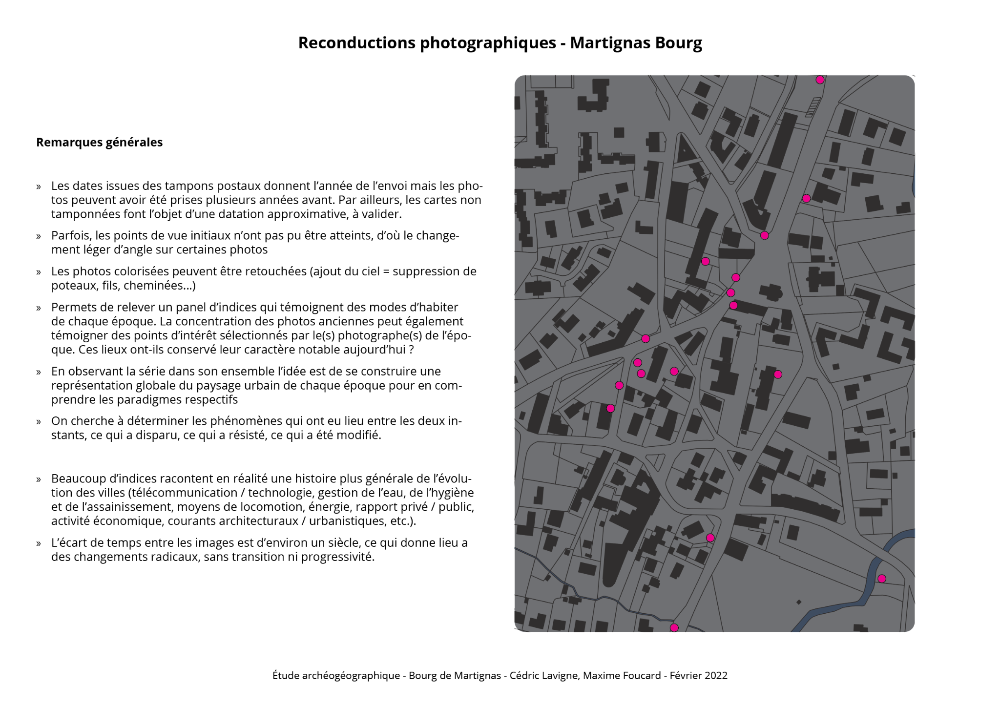 Reconductions photographiques - Martignas Bourg
Remarques générales
» Les dates issues des tampons postaux donnent l’année de l’envoi mais les pho-
tos peuvent avoir été prises plusieurs années avant. Par ailleurs, les cartes non
tamponnées font l’objet d’une datation approximative, à valider.
» Parfois, les points de vue initiaux n’ont pas pu être atteints, d’où le change-
ment léger d’angle sur certaines photos
» Les photos colorisées peuvent être retouchées (ajout du ciel = suppression de
poteaux, fils, cheminées...)
» Permets de relever un panel d’indices qui témoignent des modes d’habiter
de chaque époque. La concentration des photos anciennes peut également
témoigner des points d’intérêt sélectionnés par le(s) photographe(s) de l’épo-
que. Ces lieux ont-ils conservé leur caractère notable aujourd’hui ?
» En observant la série dans son ensemble l’idée est de se construire une
représentation globale du paysage urbain de chaque époque pour en com-
prendre les paradigmes respectifs
» On cherche à déterminer les phénomènes qui ont eu lieu entre les deux in-
stants, ce qui a disparu, ce qui a résisté, ce qui a été modifié.
» Beaucoup d’indices racontent en réalité une histoire plus générale de l’évolu-
tion des villes (télécommunication / technologie, gestion de l’eau, de l’hygiène
et de l’assainissement, moyens de locomotion, énergie, rapport privé / public,
activité économique, courants architecturaux / urbanistiques, etc.).
» L’écart de temps entre les images est d’environ un siècle, ce qui donne lieu a
des changements radicaux, sans transition ni progressivité.
Étude archéogéographique - Bourg de Martignas - Cédric Lavigne, Maxime Foucard - Février 2022